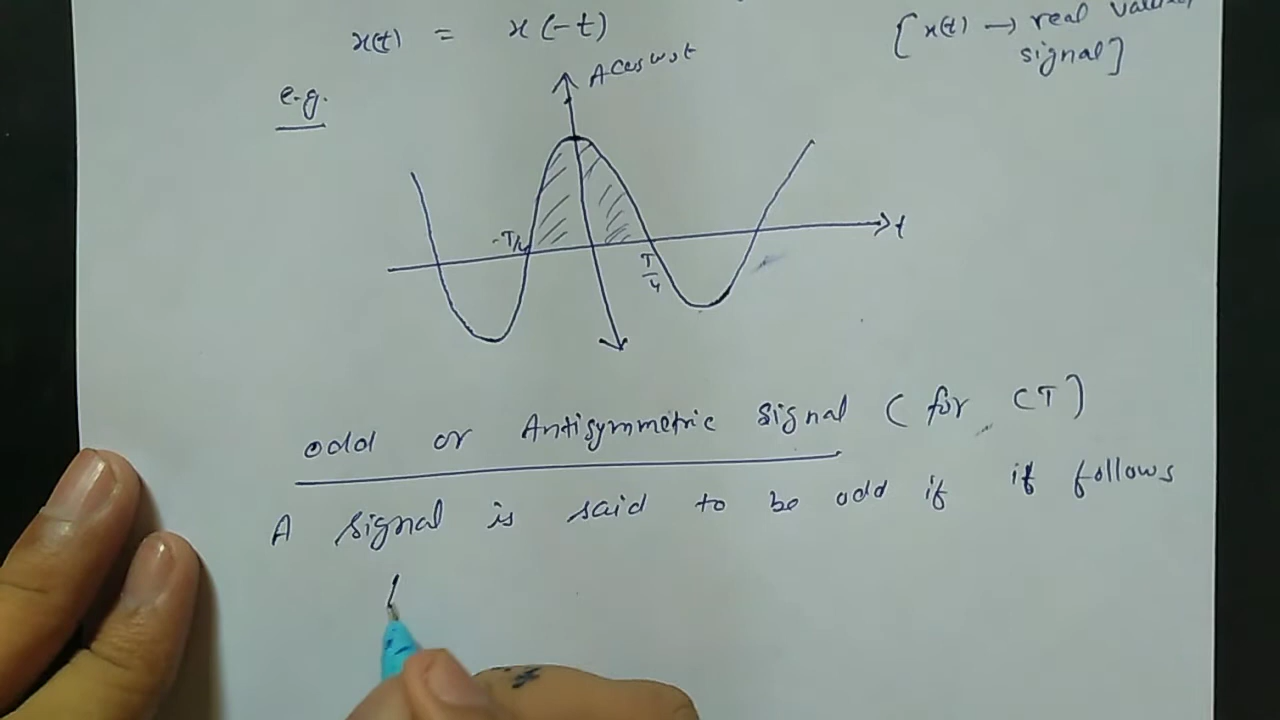 x(t) = x(-t)
[x(t) → real
signal]
e.g.
A cos ω₀t
-T/4
T
4
t
odd or Antisymmetric signal (for CT)
A signal is said to be odd if it follows